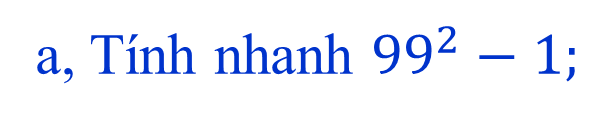 a, Tính nhanh 99² − 1;